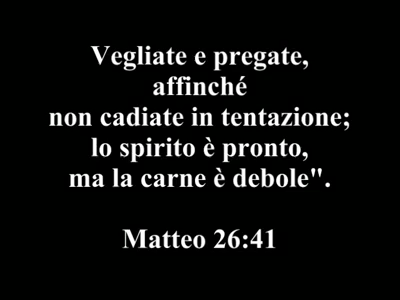 Vegliate e pregate,
affinché
non cadiate in tentazione;
lo spirito è pronto,
ma la carne è debole".
Matteo 26:41